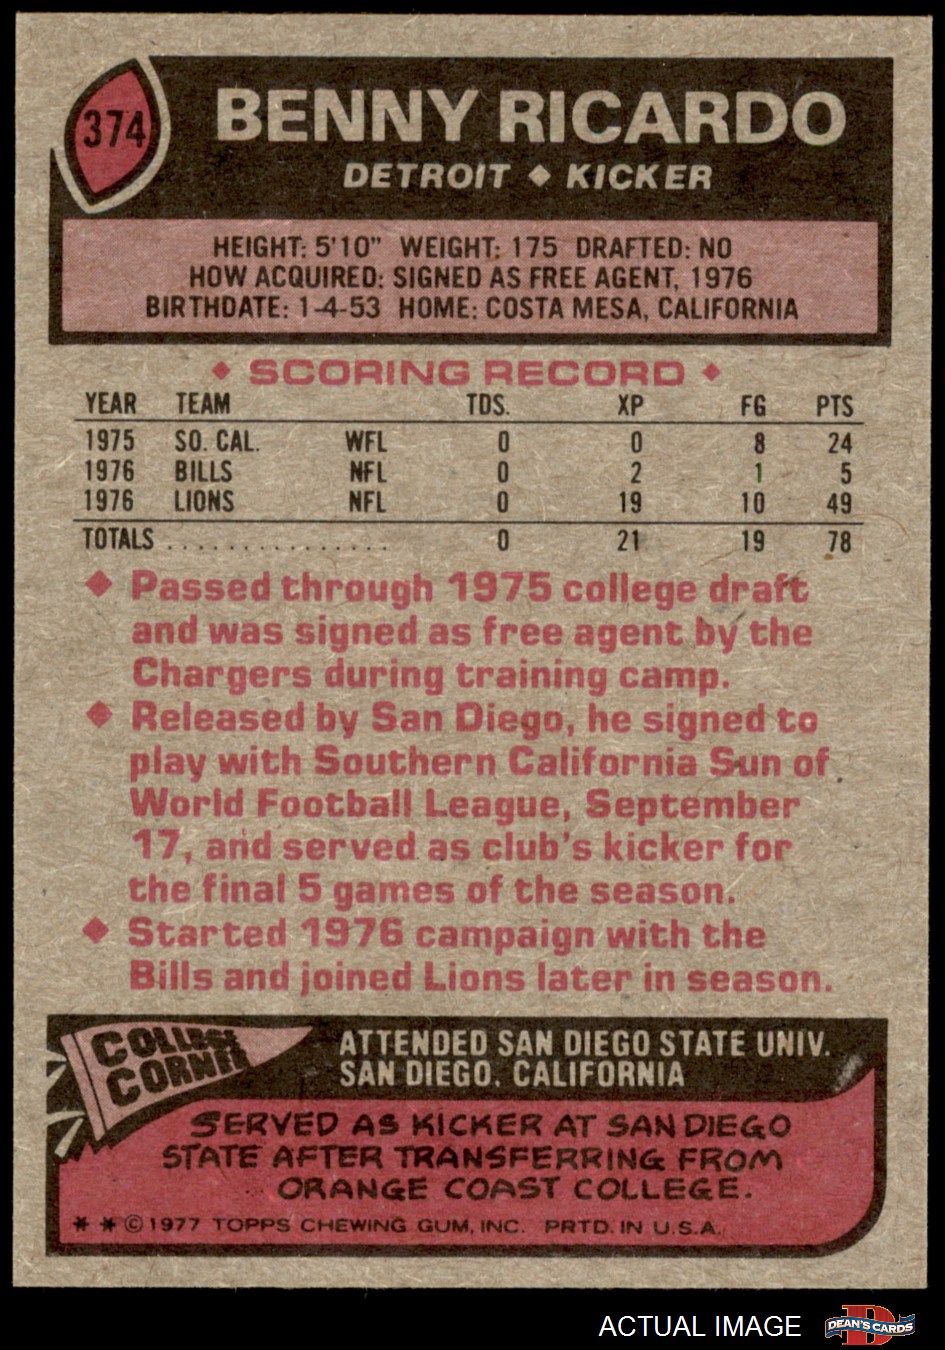 374
BENNY RICARDO
DETROIT ◆ KICKER
HEIGHT: 5'10" WEIGHT: 175 DRAFTED: NO
HOW ACQUIRED: SIGNED AS FREE AGENT, 1976
BIRTHDATE: 1-4-53 HOME: COSTA MESA, CALIFORNIA
◆ SCORING RECORD ◆
YEAR TEAM TDS. XP FG PTS
1975 SO. CAL. WFL 0 0 8 24
1976 BILLS NFL 0 2 1 5
1976 LIONS NFL 0 19 10 49
TOTALS . . . . . . . . . . . . . . . 0 21 19 78
◆ Passed through 1975 college draft
and was signed as free agent by the
Chargers during training camp.
◆ Released by San Diego, he signed to
play with Southern California Sun of
World Football League, September
17, and served as club's kicker for
the final 5 games of the season.
◆ Started 1976 campaign with the
Bills and joined Lions later in season.
COLLEGE
CORNER
ATTENDED SAN DIEGO STATE UNIV.
SAN DIEGO, CALIFORNIA
SERVED AS KICKER AT SAN DIEGO
STATE AFTER TRANSFERRING FROM
ORANGE COAST COLLEGE.
* * © 1977 TOPPS CHEWING GUM, INC. PRTD. IN U.S.A.
ACTUAL IMAGE
D
DEAN'S CARDS